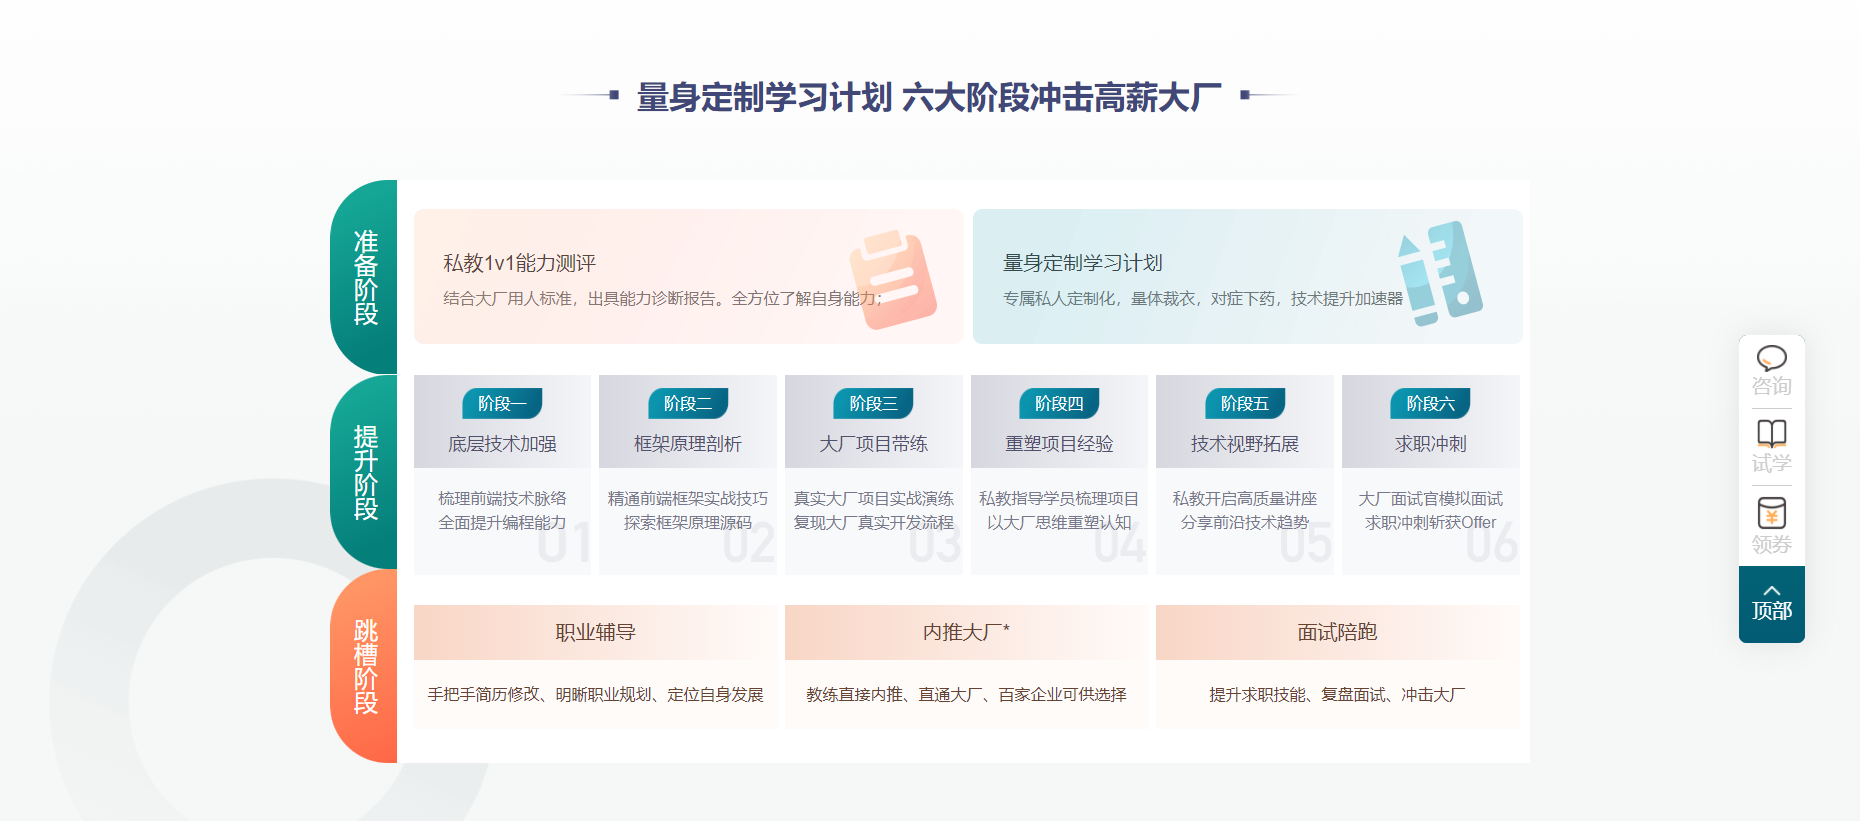 量身定制学习计划 六大阶段冲击高薪大厂
准备阶段
私教1v1能力测评
结合大厂用人标准，出具能力诊断报告。全方位了解自身能力；
量身定制学习计划
专属私人定制化，量体裁衣，对症下药，技术提升加速器
提升阶段
阶段一
底层技术加强
梳理前端技术脉络
全面提升编程能力
01
阶段二
框架原理剖析
精通前端框架实战技巧
探索框架原理源码
02
阶段三
大厂项目带练
真实大厂项目实战演练
复现大厂真实开发流程
03
阶段四
重塑项目经验
私教指导学员梳理项目
以大厂思维重塑认知
04
阶段五
技术视野拓展
私教开启高质量讲座
分享前沿技术趋势
05
阶段六
求职冲刺
大厂面试官模拟面试
求职冲刺斩获Offer
06
跳槽阶段
职业辅导
手把手简历修改、明晰职业规划、定位自身发展
内推大厂*
教练直接内推、直通大厂、百家企业可供选择
面试陪跑
提升求职技能、复盘面试、冲击大厂
咨询
试学
¥
领券
顶部